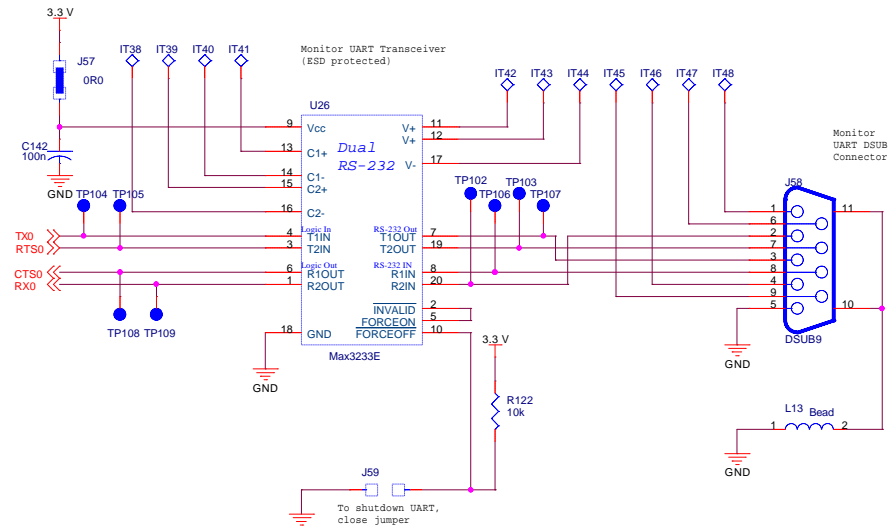 3.3 V
J57
0R0
C142
100n
GND
IT38 IT39 IT40 IT41
Monitor UART Transceiver
(ESD protected)
IT42 IT43 IT44 IT45 IT46 IT47 IT48
U26
Dual
RS-232
9 Vcc
13 C1+
14 C1-
15 C2+
16 C2-
Logic In
4 T1IN
3 T2IN
Logic Out
6 R1OUT
1 R2OUT
18 GND
V+ 11
V+ 12
V- 17
RS-232 Out
T1OUT 7
T2OUT 19
RS-232 IN
R1IN 8
R2IN 20
INVALID 2
FORCEON 5
FORCEOFF 10
Max3233E
TP104 TP105
TX0
RTS0
CTS0
RX0
TP108 TP109
GND
TP102 TP103
TP106 TP107
Monitor
UART DSUB
Connector
J58
1
6
2
7
3
8
4
9
5
11
10
DSUB9
GND
3.3 V
R122
10k
L13 Bead
1 2
GND
J59
To shutdown UART,
close jumper
GND